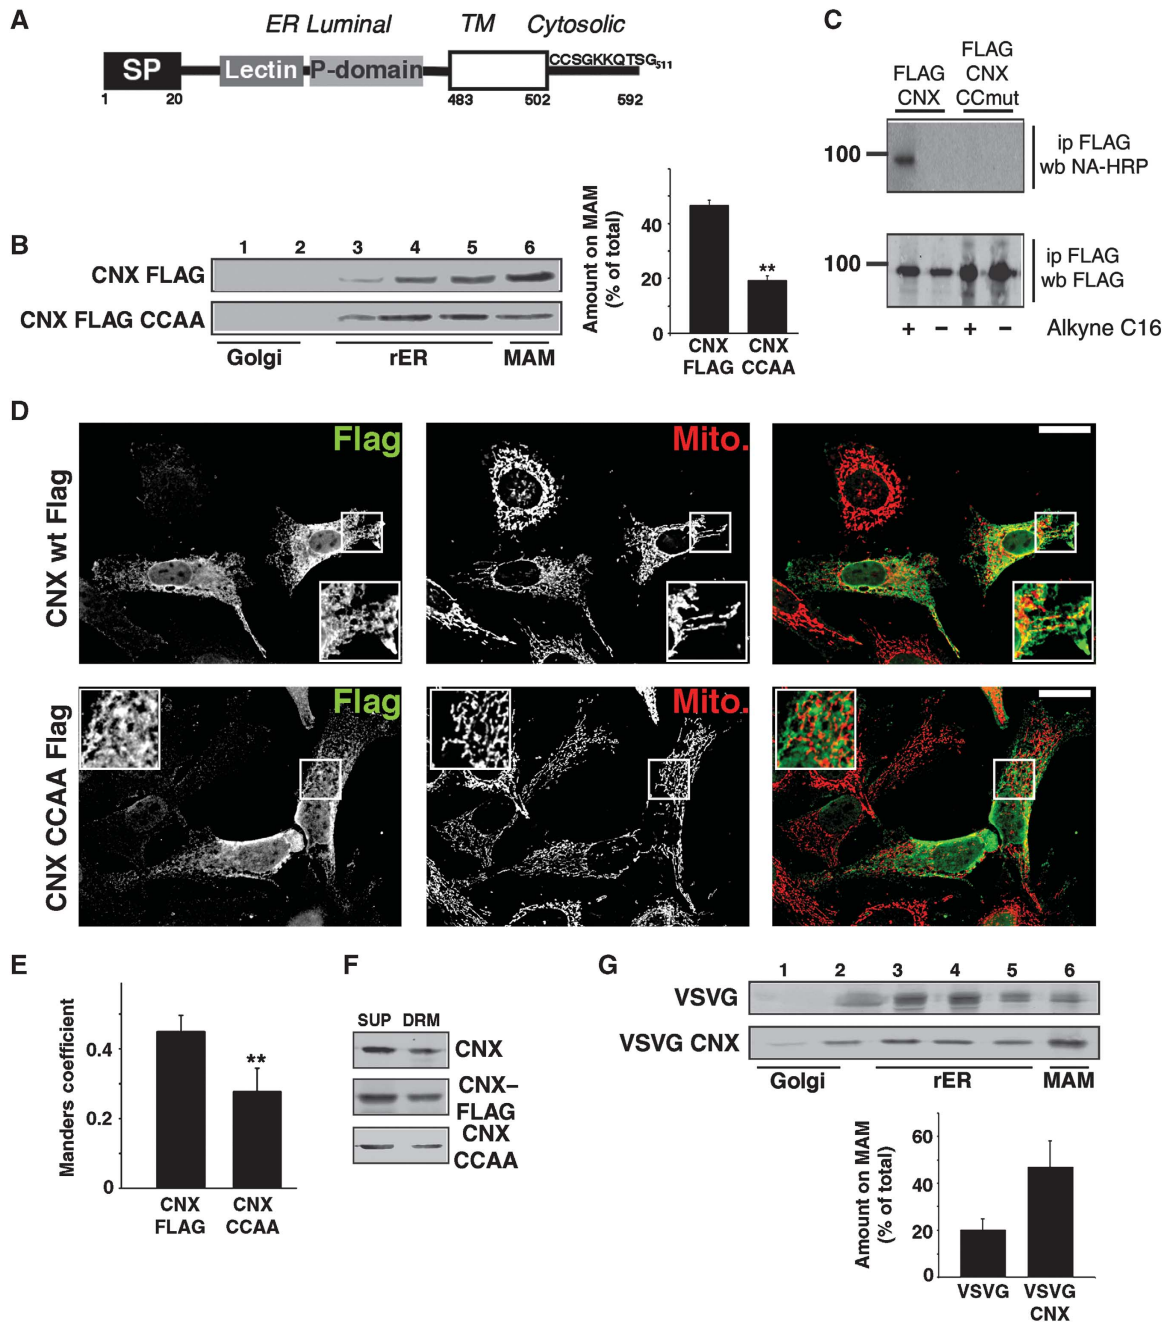 A
ER Luminal TM Cytosolic
SP Lectin P-domain CCSGKKQTSG511
1 20 483 502 592
B
1 2 3 4 5 6
CNX FLAG
CNX FLAG CCAA
Golgi rER MAM
Amount on MAM
(% of total)
40
20
0
CNX
FLAG
**
CNX
CCAA
C
FLAG
CNX
FLAG
CNX
CCmut
100
ip FLAG
wb NA-HRP
100
ip FLAG
wb FLAG
+ − + − Alkyne C16
D
CNX wt Flag
Flag Mito.
CNX CCAA Flag
Flag Mito.
E
Manders coefficient
0.4
0.2
0
**
CNX
FLAG
CNX
CCAA
F
SUP DRM
CNX
CNX–
FLAG
CNX
CCAA
G
1 2 3 4 5 6
VSVG
VSVG CNX
Golgi rER MAM
Amount on MAM
(% of total)
60
40
20
0
VSVG
VSVG
CNX